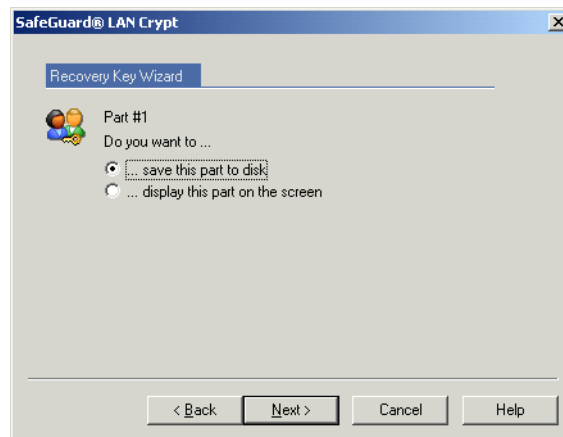 SafeGuard® LAN Crypt
Recovery Key Wizard
Part #1
Do you want to ...
... save this part to disk
... display this part on the screen
< Back
Next >
Cancel
Help